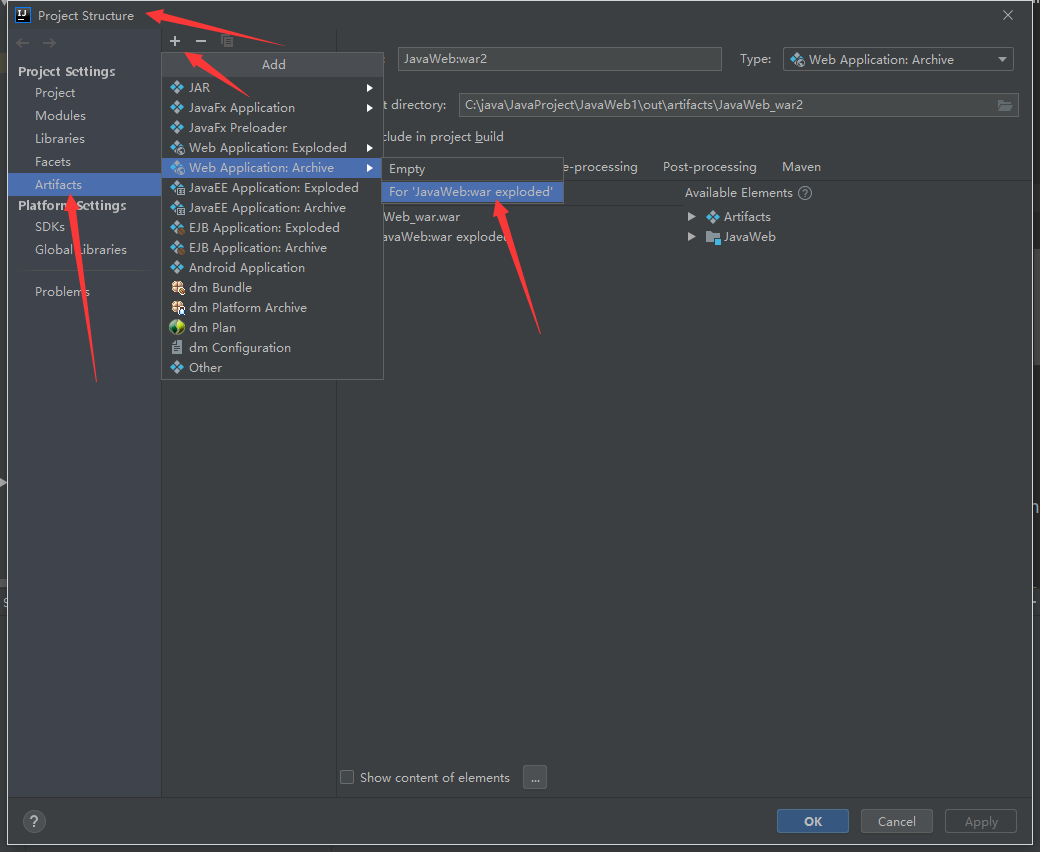 Project Structure
Project Settings
Project
Modules
Libraries
Facets
Artifacts
Platform Settings
SDKs
Global Libraries
Problems
Add
JAR
JavaFx Application
JavaFx Preloader
Web Application: Exploded
Web Application: Archive
JavaEE Application: Exploded
JavaEE Application: Archive
EJB Application: Exploded
EJB Application: Archive
Android Application
dm Bundle
dm Platform Archive
dm Plan
dm Configuration
Other
Empty
For 'JavaWeb:war exploded'
JavaWeb:war2
Type: Web Application: Archive
t directory: C:\java\JavaProject\JavaWeb1\out\artifacts\JavaWeb_war2
clude in project build
e-processing Post-processing Maven
Available Elements ?
Web_war.war
avaWeb:war exploded
Artifacts
JavaWeb
Show content of elements ...
? OK Cancel Apply